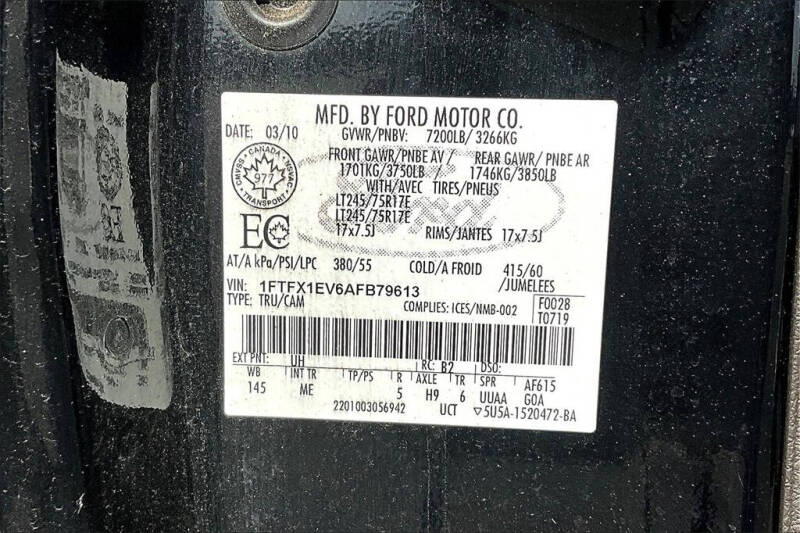 MFD. BY FORD MOTOR CO.
DATE: 03/10 GVWR/PNBV: 7200LB/ 3266KG
FRONT GAWR/PNBE AV / REAR GAWR/ PNBE AR
1701KG/3750LB 1746KG/3850LB
WITH/AVEC TIRES/PNEUS
LT245/75R17E
LT245/75R17E
17x7.5J RIMS/JANTES 17x7.5J
CANADA
977
TRANSPORT
EC
AT/A kPa/PSI/LPC 380/55 COLD/A FROID 415/60
/JUMELEES
VIN: 1FTFX1EV6AFB79613
TYPE: TRU/CAM COMPLIES: ICES/NMB-002 F0028
T0719
EXT PNT: UH RC: B2 DSO:
WB INT TR TP/PS R AXLE TR SPR AF615
145 ME 5 H9 6 UUAA G0A
2201003056942 UCT ▽5U5A-1520472-BA